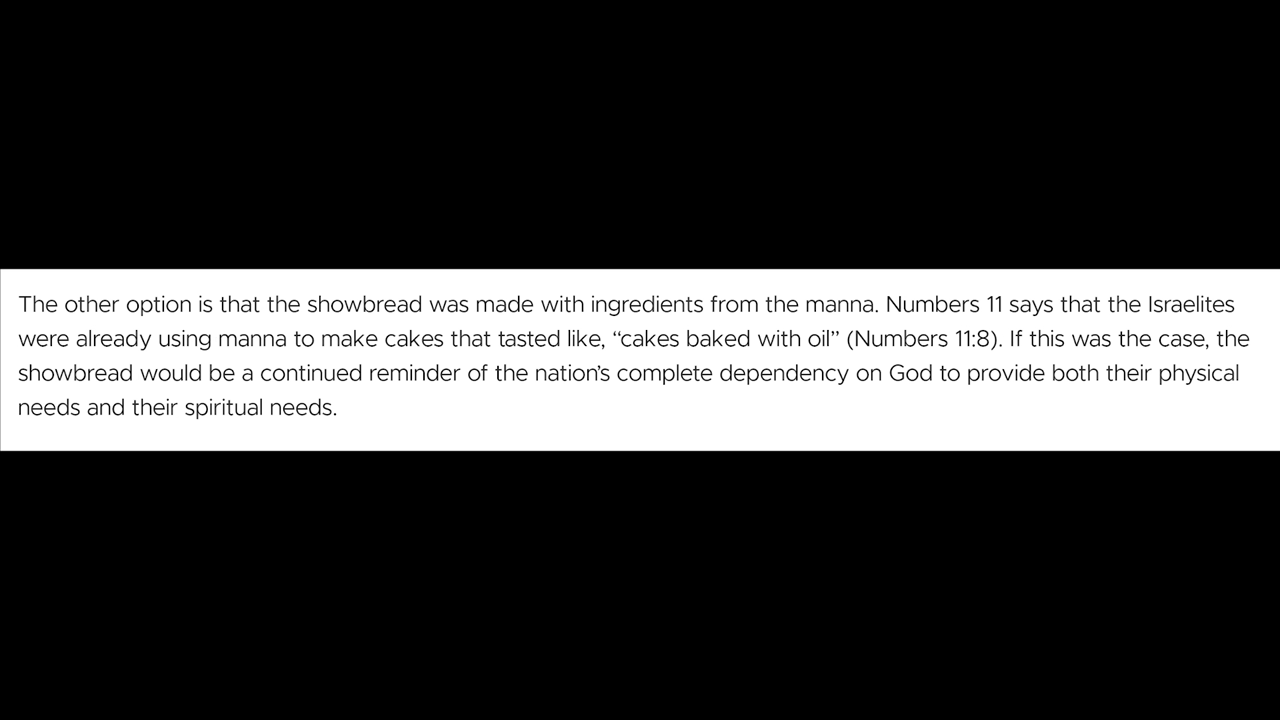 The other option is that the showbread was made with ingredients from the manna. Numbers 11 says that the Israelites
were already using manna to make cakes that tasted like, “cakes baked with oil” (Numbers 11:8). If this was the case, the
showbread would be a continued reminder of the nation’s complete dependency on God to provide both their physical
needs and their spiritual needs.